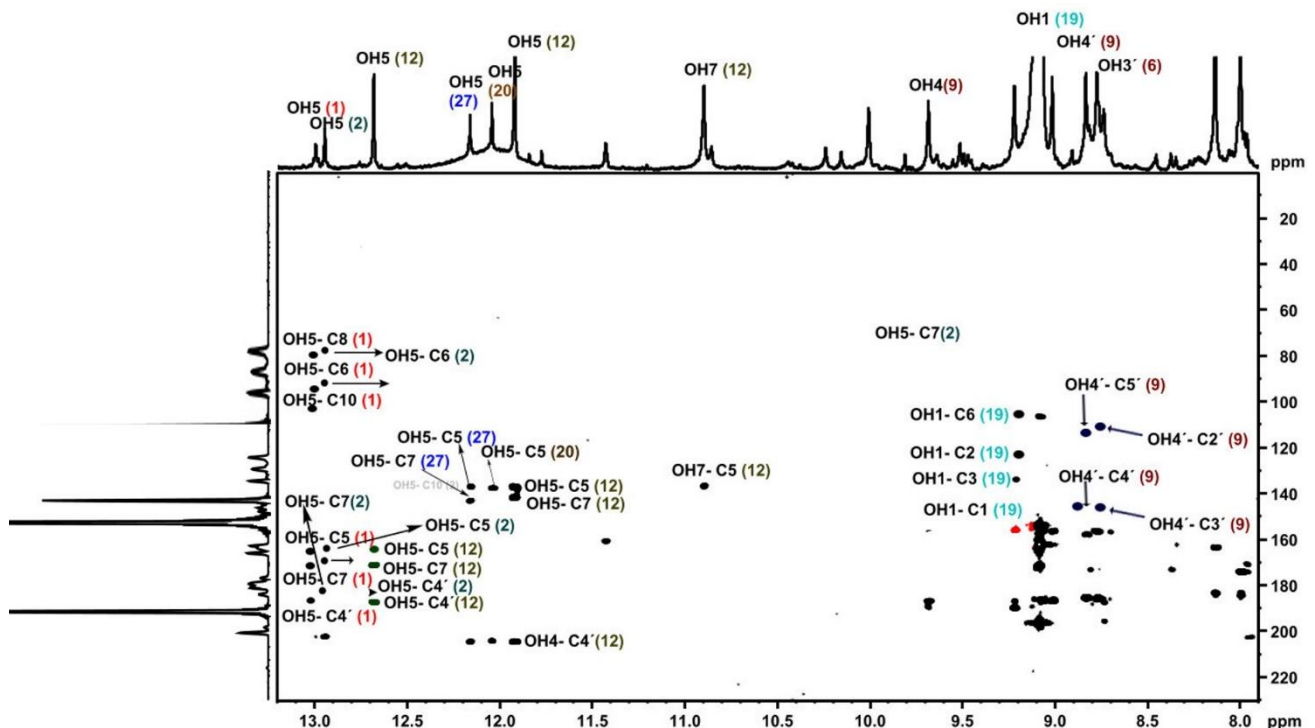 OH1 (19)
OH5 (12)
OH4´ (9)
OH5 (12)
OH3´ (6)
OH5
(27)
OH5
(20)
OH7 (12)
OH4(9)
OH5 (1)
OH5 (2)
ppm
20
40
60
80
100
120
140
160
180
200
220
OH5- C7(2)
OH5- C8 (1)
OH5- C6 (2)
OH5- C6 (1)
OH5- C10 (1)
OH4´- C5´ (9)
OH1- C6 (19)
OH4´- C2´ (9)
OH5- C5 (27)
OH5- C5 (20)
OH1- C2 (19)
OH5- C7 (27)
OH7- C5 (12)
OH1- C3 (19)
OH4´- C4´ (9)
OH5- C10 (2)
OH5- C5 (12)
OH5- C7(2)
OH5- C7 (12)
OH1- C1 (19)
OH4´- C3´ (9)
OH5- C5 (2)
OH5- C5 (1)
OH5- C5 (12)
OH5- C7 (12)
OH5- C7 (1)
OH5- C4´ (2)
OH5- C4´ (12)
OH5- C4´ (1)
OH4- C4´ (12)
13.0 12.5 12.0 11.5 11.0 10.5 10.0 9.5 9.0 8.5 8.0 ppm